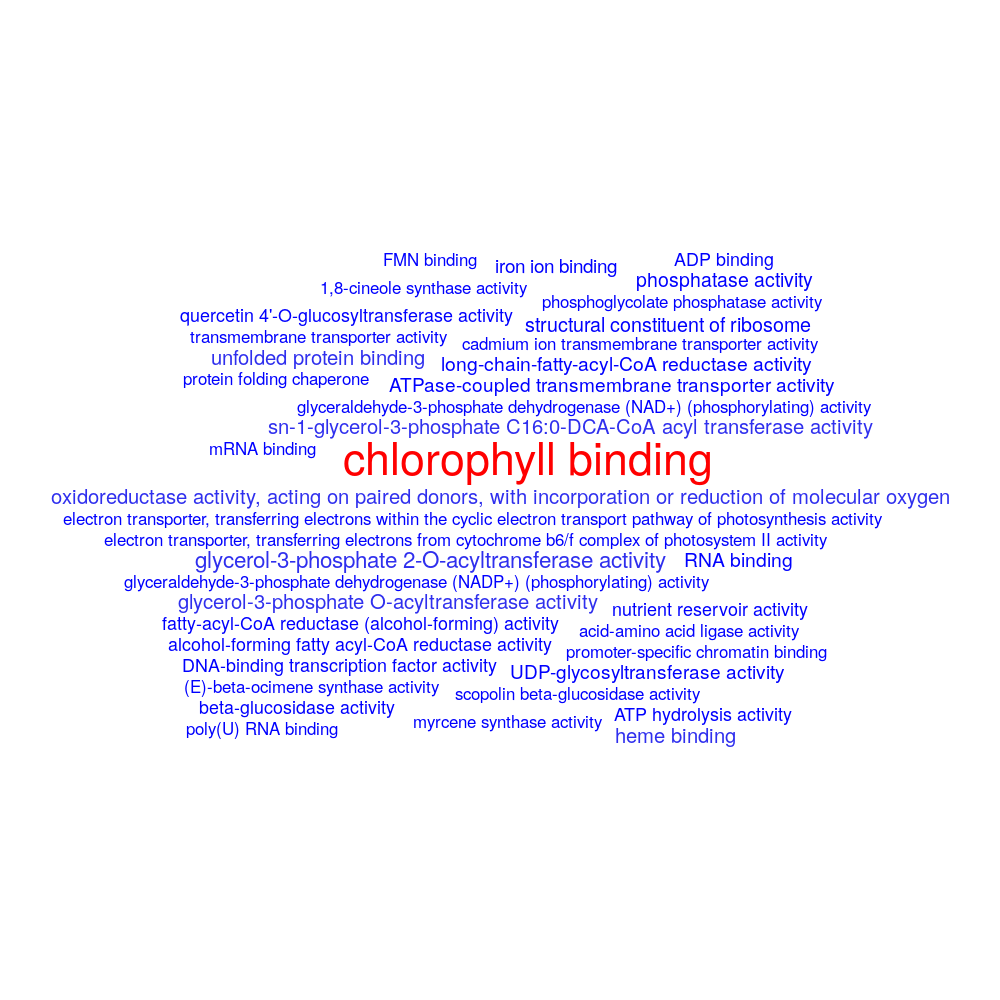 FMN binding
iron ion binding
ADP binding
phosphatase activity
1,8-cineole synthase activity
phosphoglycolate phosphatase activity
quercetin 4'-O-glucosyltransferase activity
structural constituent of ribosome
transmembrane transporter activity
cadmium ion transmembrane transporter activity
unfolded protein binding
long-chain-fatty-acyl-CoA reductase activity
protein folding chaperone
ATPase-coupled transmembrane transporter activity
glyceraldehyde-3-phosphate dehydrogenase (NAD+) (phosphorylating) activity
sn-1-glycerol-3-phosphate C16:0-DCA-CoA acyl transferase activity
mRNA binding
chlorophyll binding
oxidoreductase activity, acting on paired donors, with incorporation or reduction of molecular oxygen
electron transporter, transferring electrons within the cyclic electron transport pathway of photosynthesis activity
electron transporter, transferring electrons from cytochrome b6/f complex of photosystem II activity
glycerol-3-phosphate 2-O-acyltransferase activity
RNA binding
glyceraldehyde-3-phosphate dehydrogenase (NADP+) (phosphorylating) activity
glycerol-3-phosphate O-acyltransferase activity
nutrient reservoir activity
fatty-acyl-CoA reductase (alcohol-forming) activity
acid-amino acid ligase activity
alcohol-forming fatty acyl-CoA reductase activity
promoter-specific chromatin binding
DNA-binding transcription factor activity
UDP-glycosyltransferase activity
(E)-beta-ocimene synthase activity
scopolin beta-glucosidase activity
beta-glucosidase activity
myrcene synthase activity
ATP hydrolysis activity
poly(U) RNA binding
heme binding